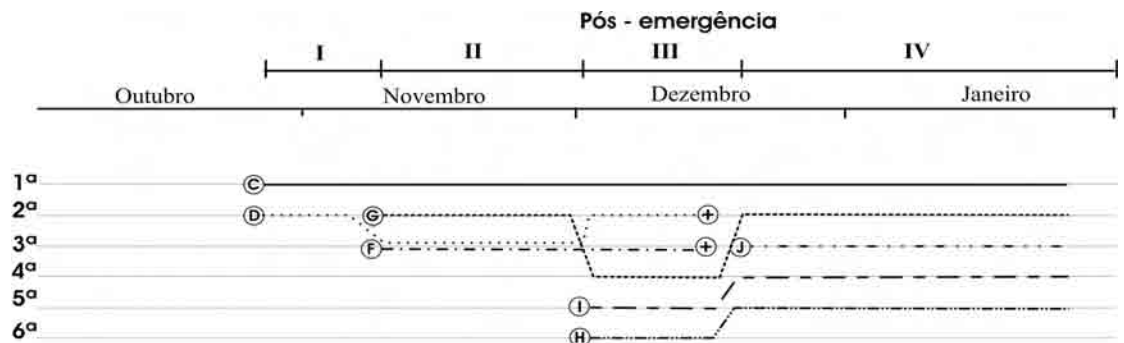 Pós - emergência
I II III IV
Outubro Novembro Dezembro Janeiro
1ª C
2ª D G +
3ª F + J
4ª
5ª I
6ª H